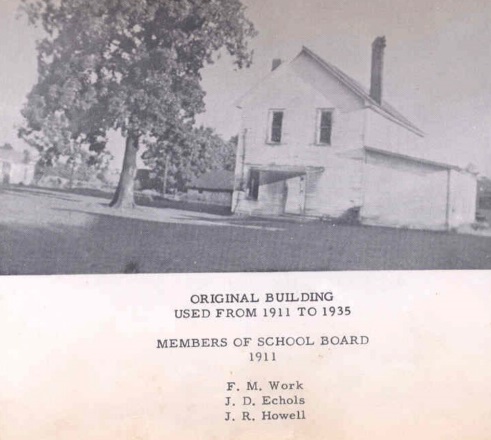 ORIGINAL BUILDING
USED FROM 1911 TO 1935
MEMBERS OF SCHOOL BOARD
1911
F. M. Work
J. D. Echols
J. R. Howell